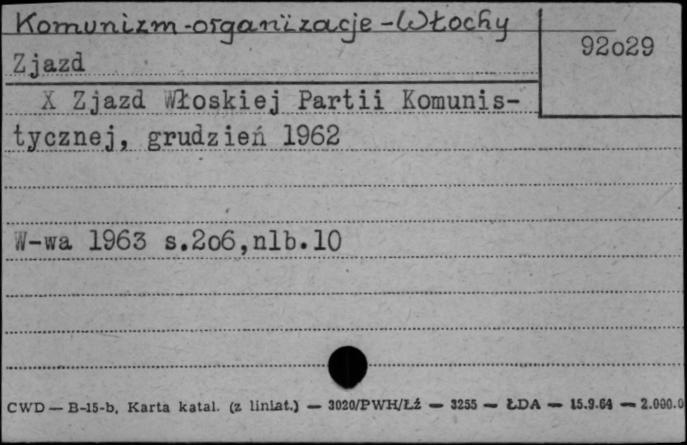 Komunizm-organizacje-Włochy
92o29
Zjazd
X Zjazd Włoskiej Partii Komunis-
tycznej, grudzień 1962
W-wa 1963 s.2o6,nlb.10
CWD — B-15-b, Karta katal. (z liniat.) — 3020/PWH/Łź — 3255 — ŁDA — 15.9.64 — 2.000.0